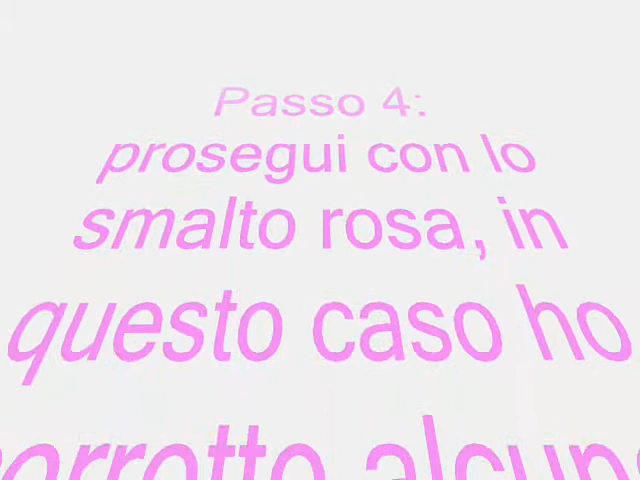 Passo 4:
prosegui con lo
smalto rosa, in
questo caso ho